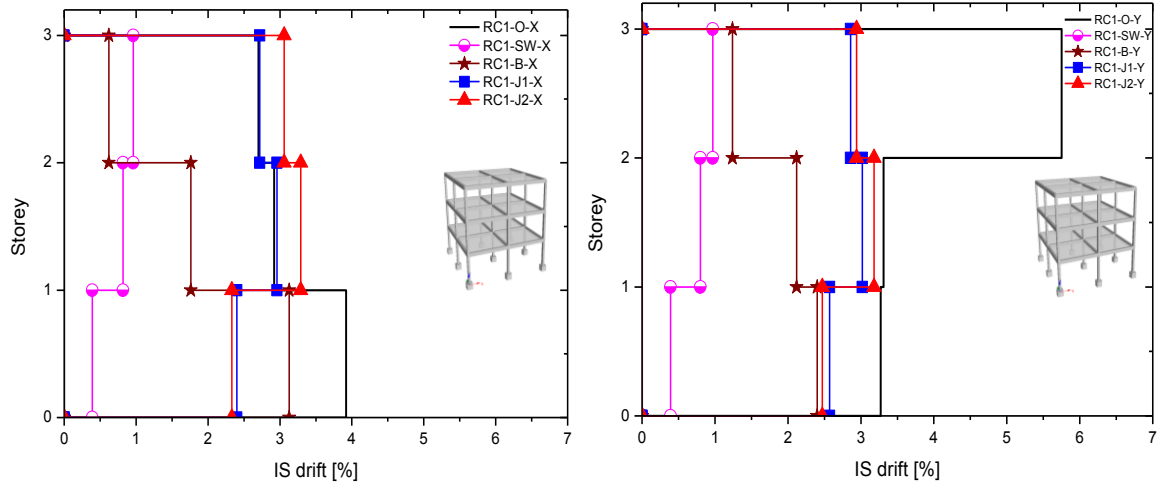 RC1-O-X
RC1-SW-X
RC1-B-X
RC1-J1-X
RC1-J2-X
Storey
3
2
1
0
0 1 2 3 4 5 6 7
IS drift [%]
RC1-O-Y
RC1-SW-Y
RC1-B-Y
RC1-J1-Y
RC1-J2-Y
Storey
3
2
1
0
0 1 2 3 4 5 6 7
IS drift [%]